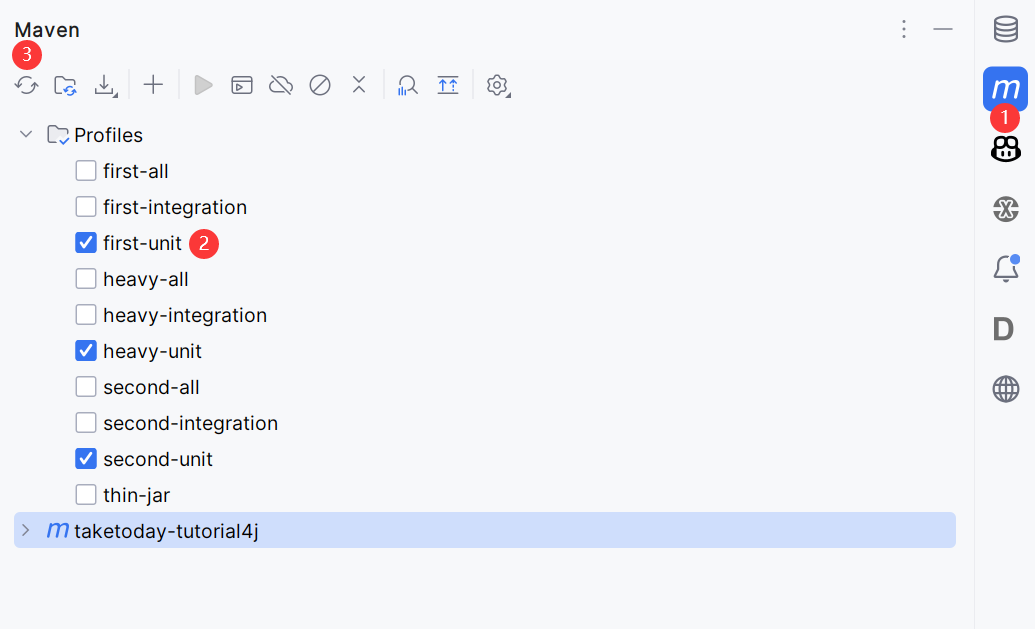 Maven
3
m
1
Profiles
first-all
first-integration
first-unit 2
heavy-all
heavy-integration
heavy-unit
second-all
second-integration
second-unit
thin-jar
m taketoday-tutorial4j
D